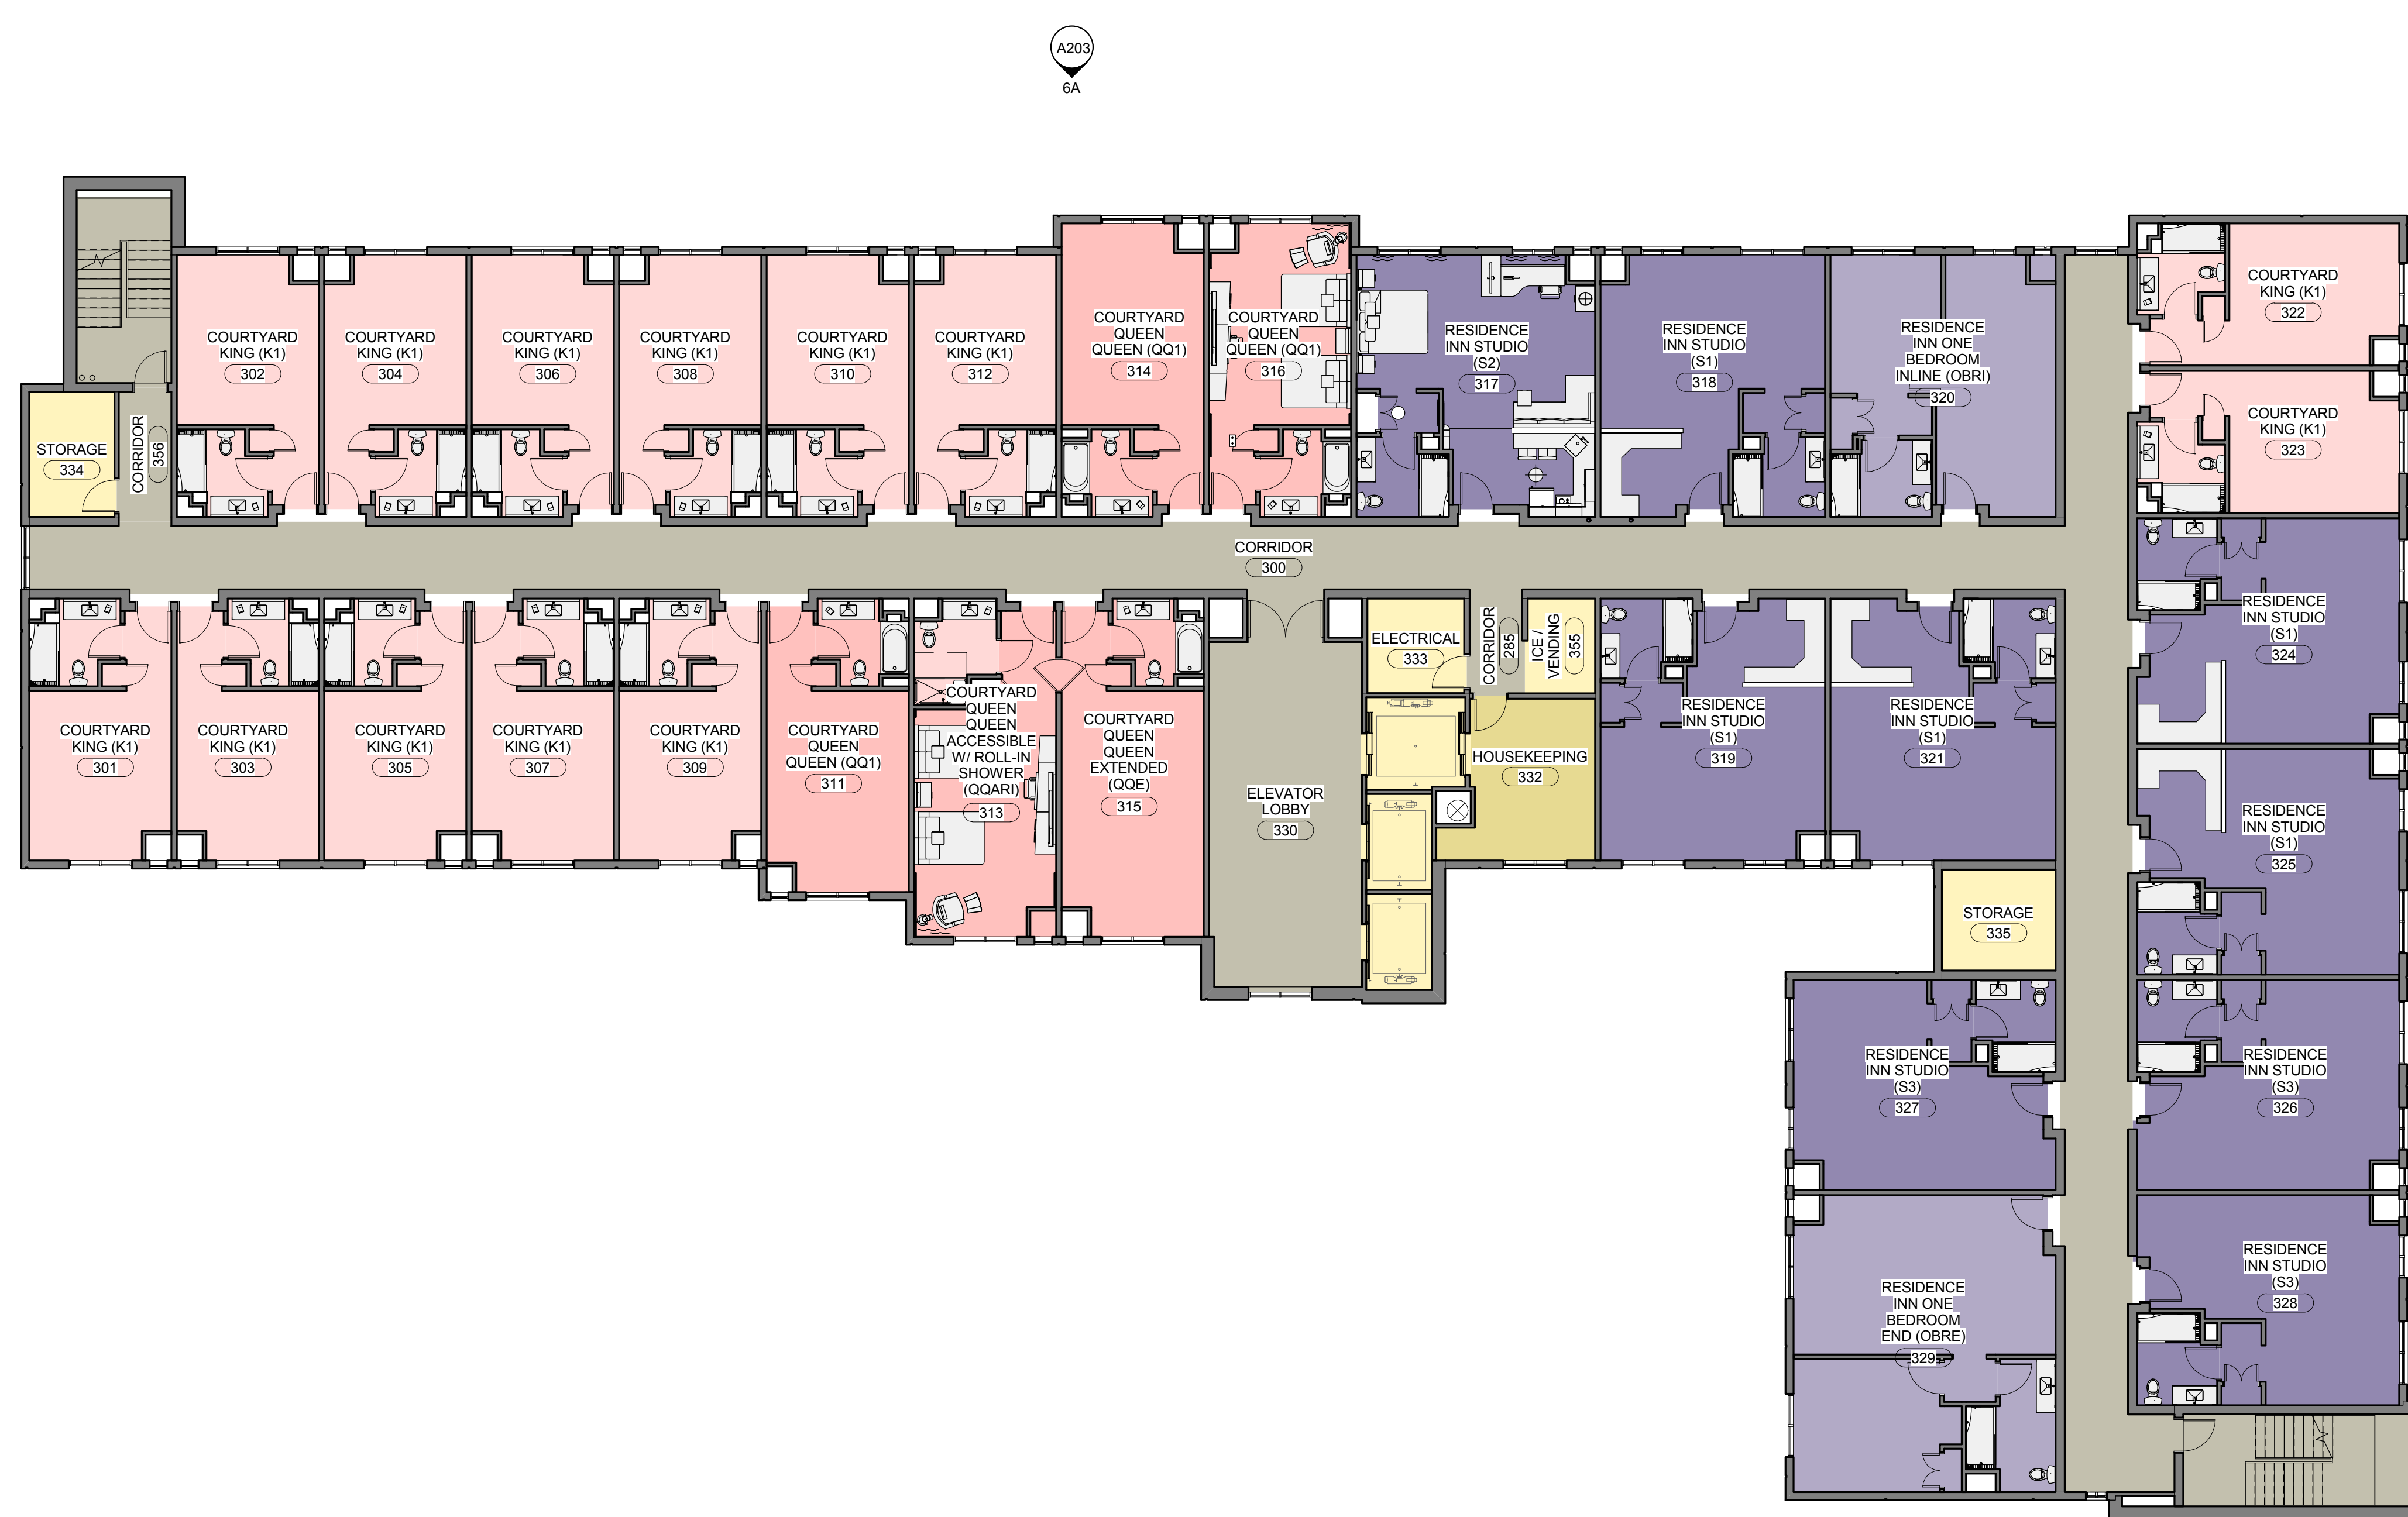 A203
6A
COURTYARD
KING (K1)
302
COURTYARD
KING (K1)
304
COURTYARD
KING (K1)
306
COURTYARD
KING (K1)
308
COURTYARD
KING (K1)
310
COURTYARD
KING (K1)
312
COURTYARD
QUEEN
QUEEN (QQ1)
314
COURTYARD
QUEEN
QUEEN (QQ1)
316
RESIDENCE
INN STUDIO
(S2)
317
RESIDENCE
INN STUDIO
(S1)
318
RESIDENCE
INN ONE
BEDROOM
INLINE (OBRI)
320
COURTYARD
KING (K1)
322
COURTYARD
KING (K1)
323
STORAGE
334
CORRIDOR
356
CORRIDOR
300
COURTYARD
KING (K1)
301
COURTYARD
KING (K1)
303
COURTYARD
KING (K1)
305
COURTYARD
KING (K1)
307
COURTYARD
KING (K1)
309
COURTYARD
QUEEN
QUEEN (QQ1)
311
COURTYARD
QUEEN
QUEEN
ACCESSIBLE
W/ ROLL-IN
SHOWER
(QQARI)
313
COURTYARD
QUEEN
QUEEN
EXTENDED
(QQE)
315
ELEVATOR
LOBBY
330
ELECTRICAL
333
CORRIDOR
285
ICE /
VENDING
355
HOUSEKEEPING
332
RESIDENCE
INN STUDIO
(S1)
319
RESIDENCE
INN STUDIO
(S1)
321
RESIDENCE
INN STUDIO
(S1)
324
RESIDENCE
INN STUDIO
(S1)
325
STORAGE
335
RESIDENCE
INN STUDIO
(S3)
327
RESIDENCE
INN STUDIO
(S3)
326
RESIDENCE
INN ONE
BEDROOM
END (OBRE)
329
RESIDENCE
INN STUDIO
(S3)
328